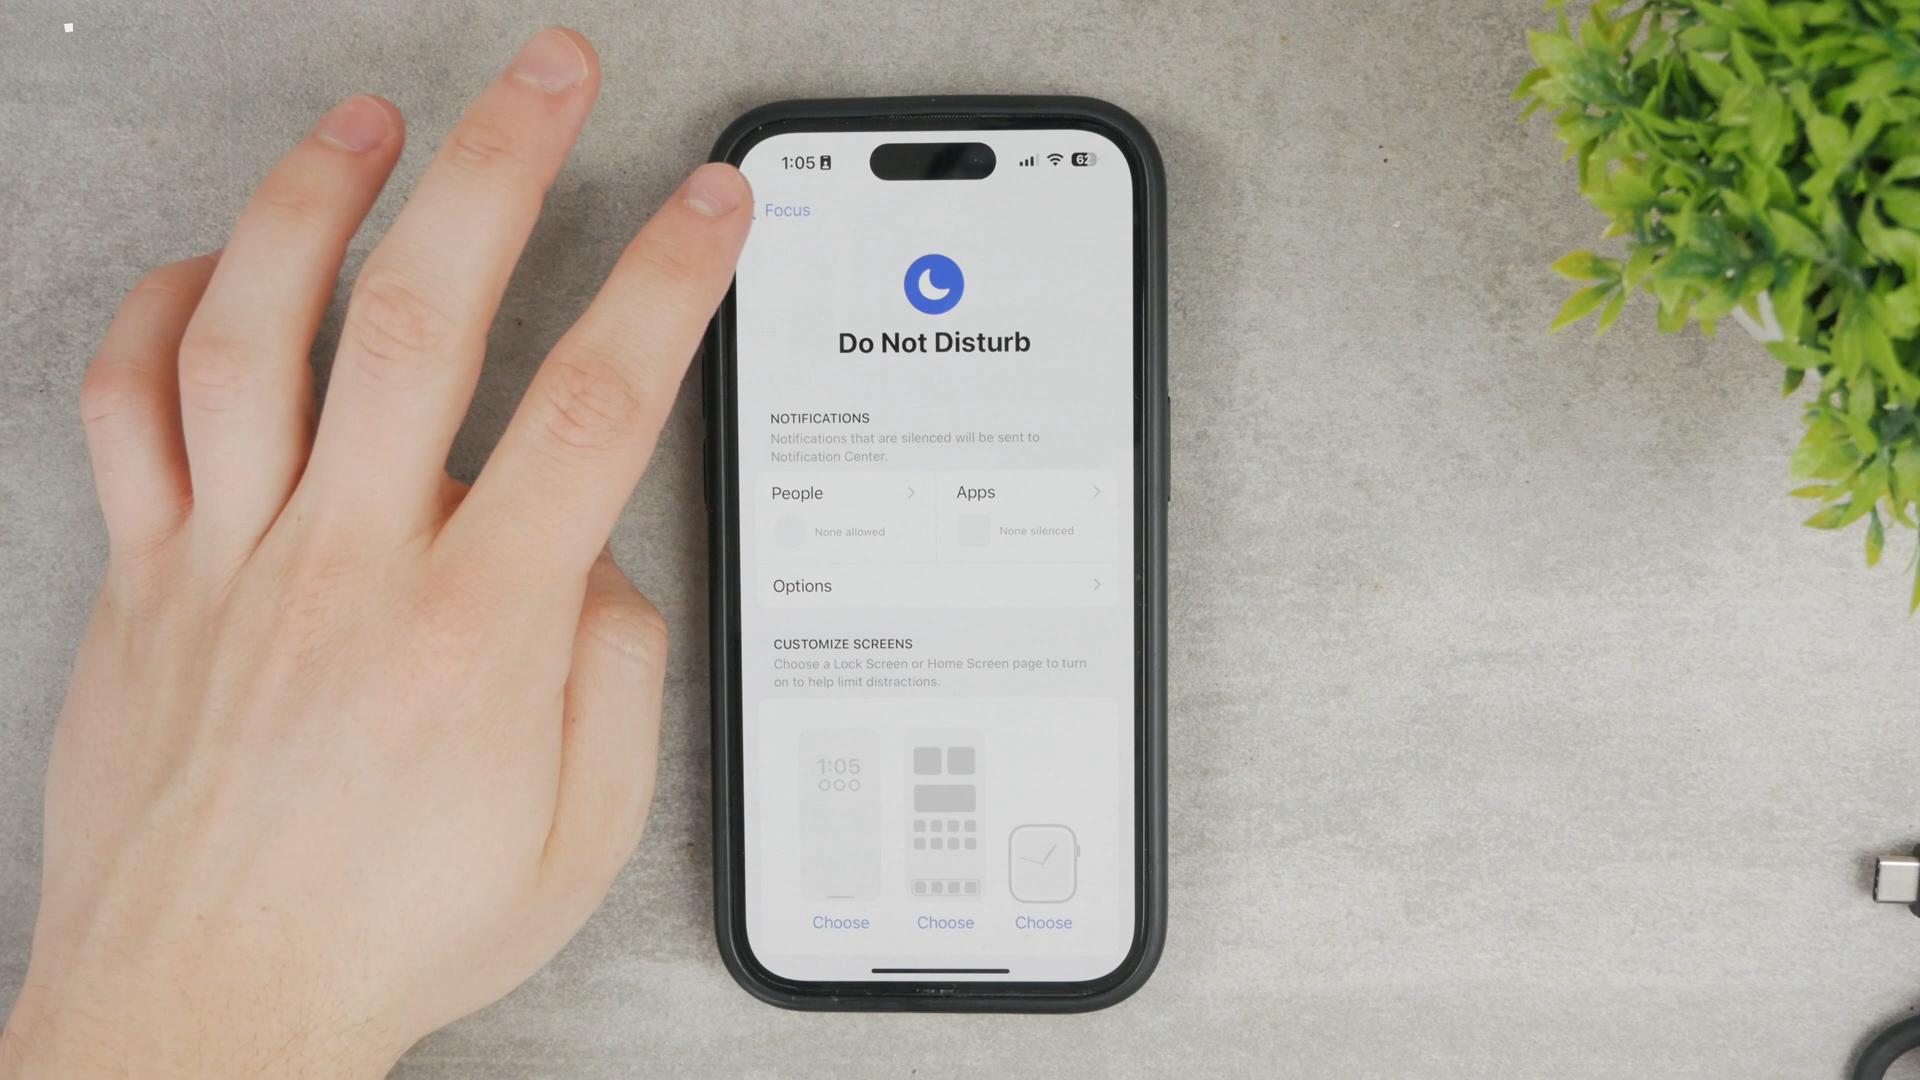 1:05
62
Focus
Do Not Disturb
NOTIFICATIONS
Notifications that are silenced will be sent to
Notification Center.
People
Apps
None allowed
None silenced
Options
CUSTOMIZE SCREENS
Choose a Lock Screen or Home Screen page to turn
on to help limit distractions.
1:05
Choose
Choose
Choose